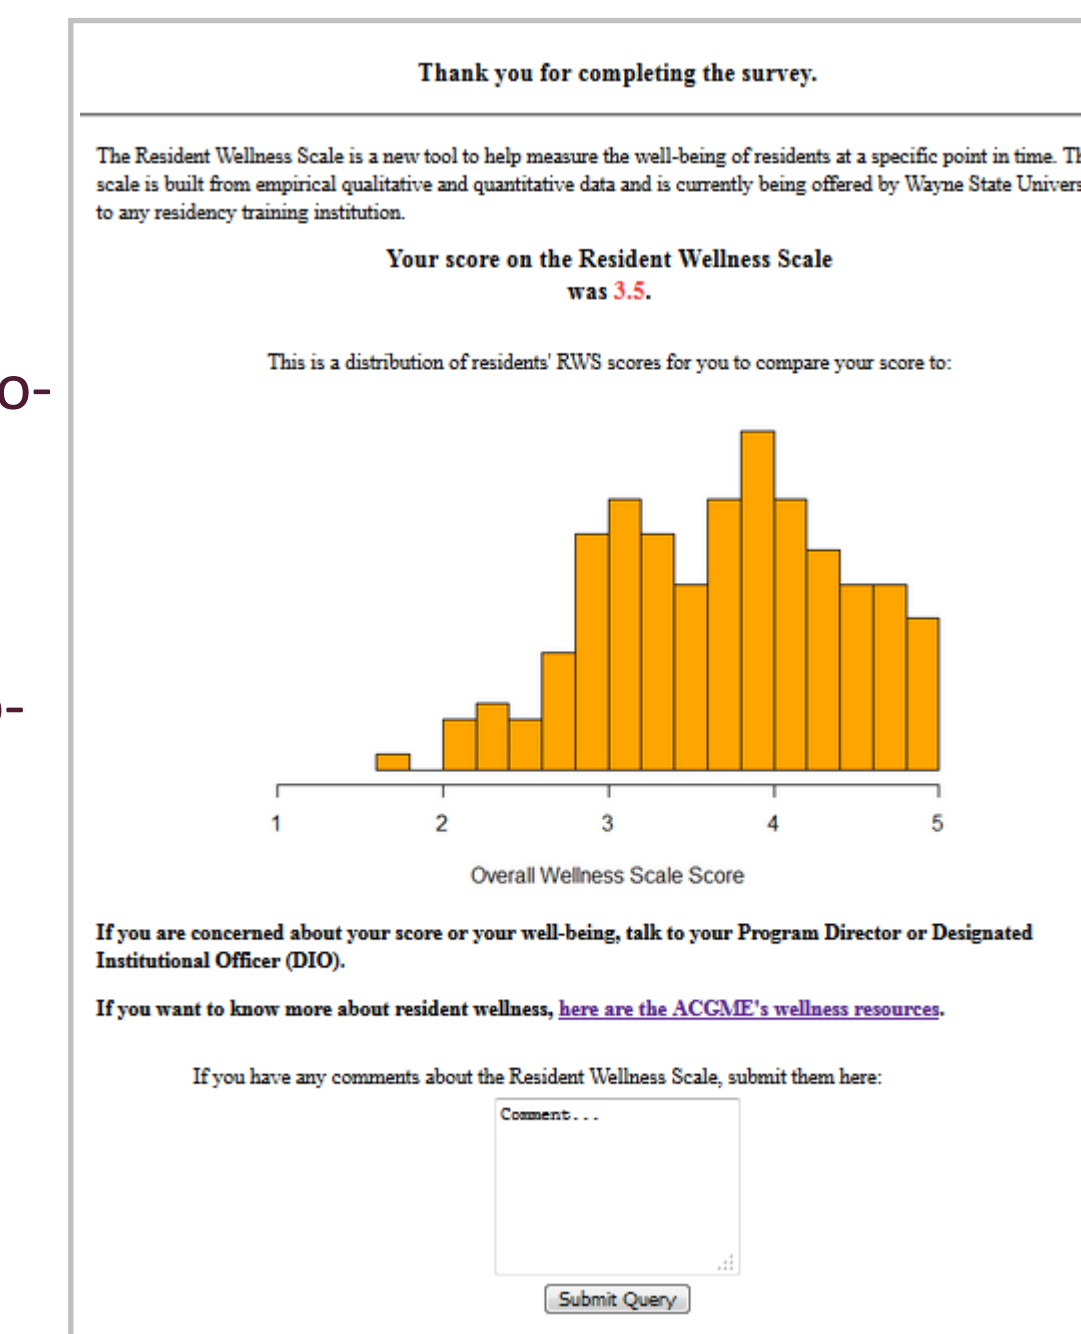 Thank you for completing the survey.
The Resident Wellness Scale is a new tool to help measure the well-being of residents at a specific point in time.
scale is built from empirical qualitative and quantitative data and is currently being offered by Wayne State
to any residency training institution.
Your score on the Resident Wellness Scale
was 3.5.
This is a distribution of residents' RWS scores for you to compare your score to:
o-
1 2 3 4 5
Overall Wellness Scale Score
If you are concerned about your score or your well-being, talk to your Program Director or Designated
Institutional Officer (DIO).
If you want to know more about resident wellness, here are the ACGME's wellness resources.
If you have any comments about the Resident Wellness Scale, submit them here:
Comment...
Submit Query